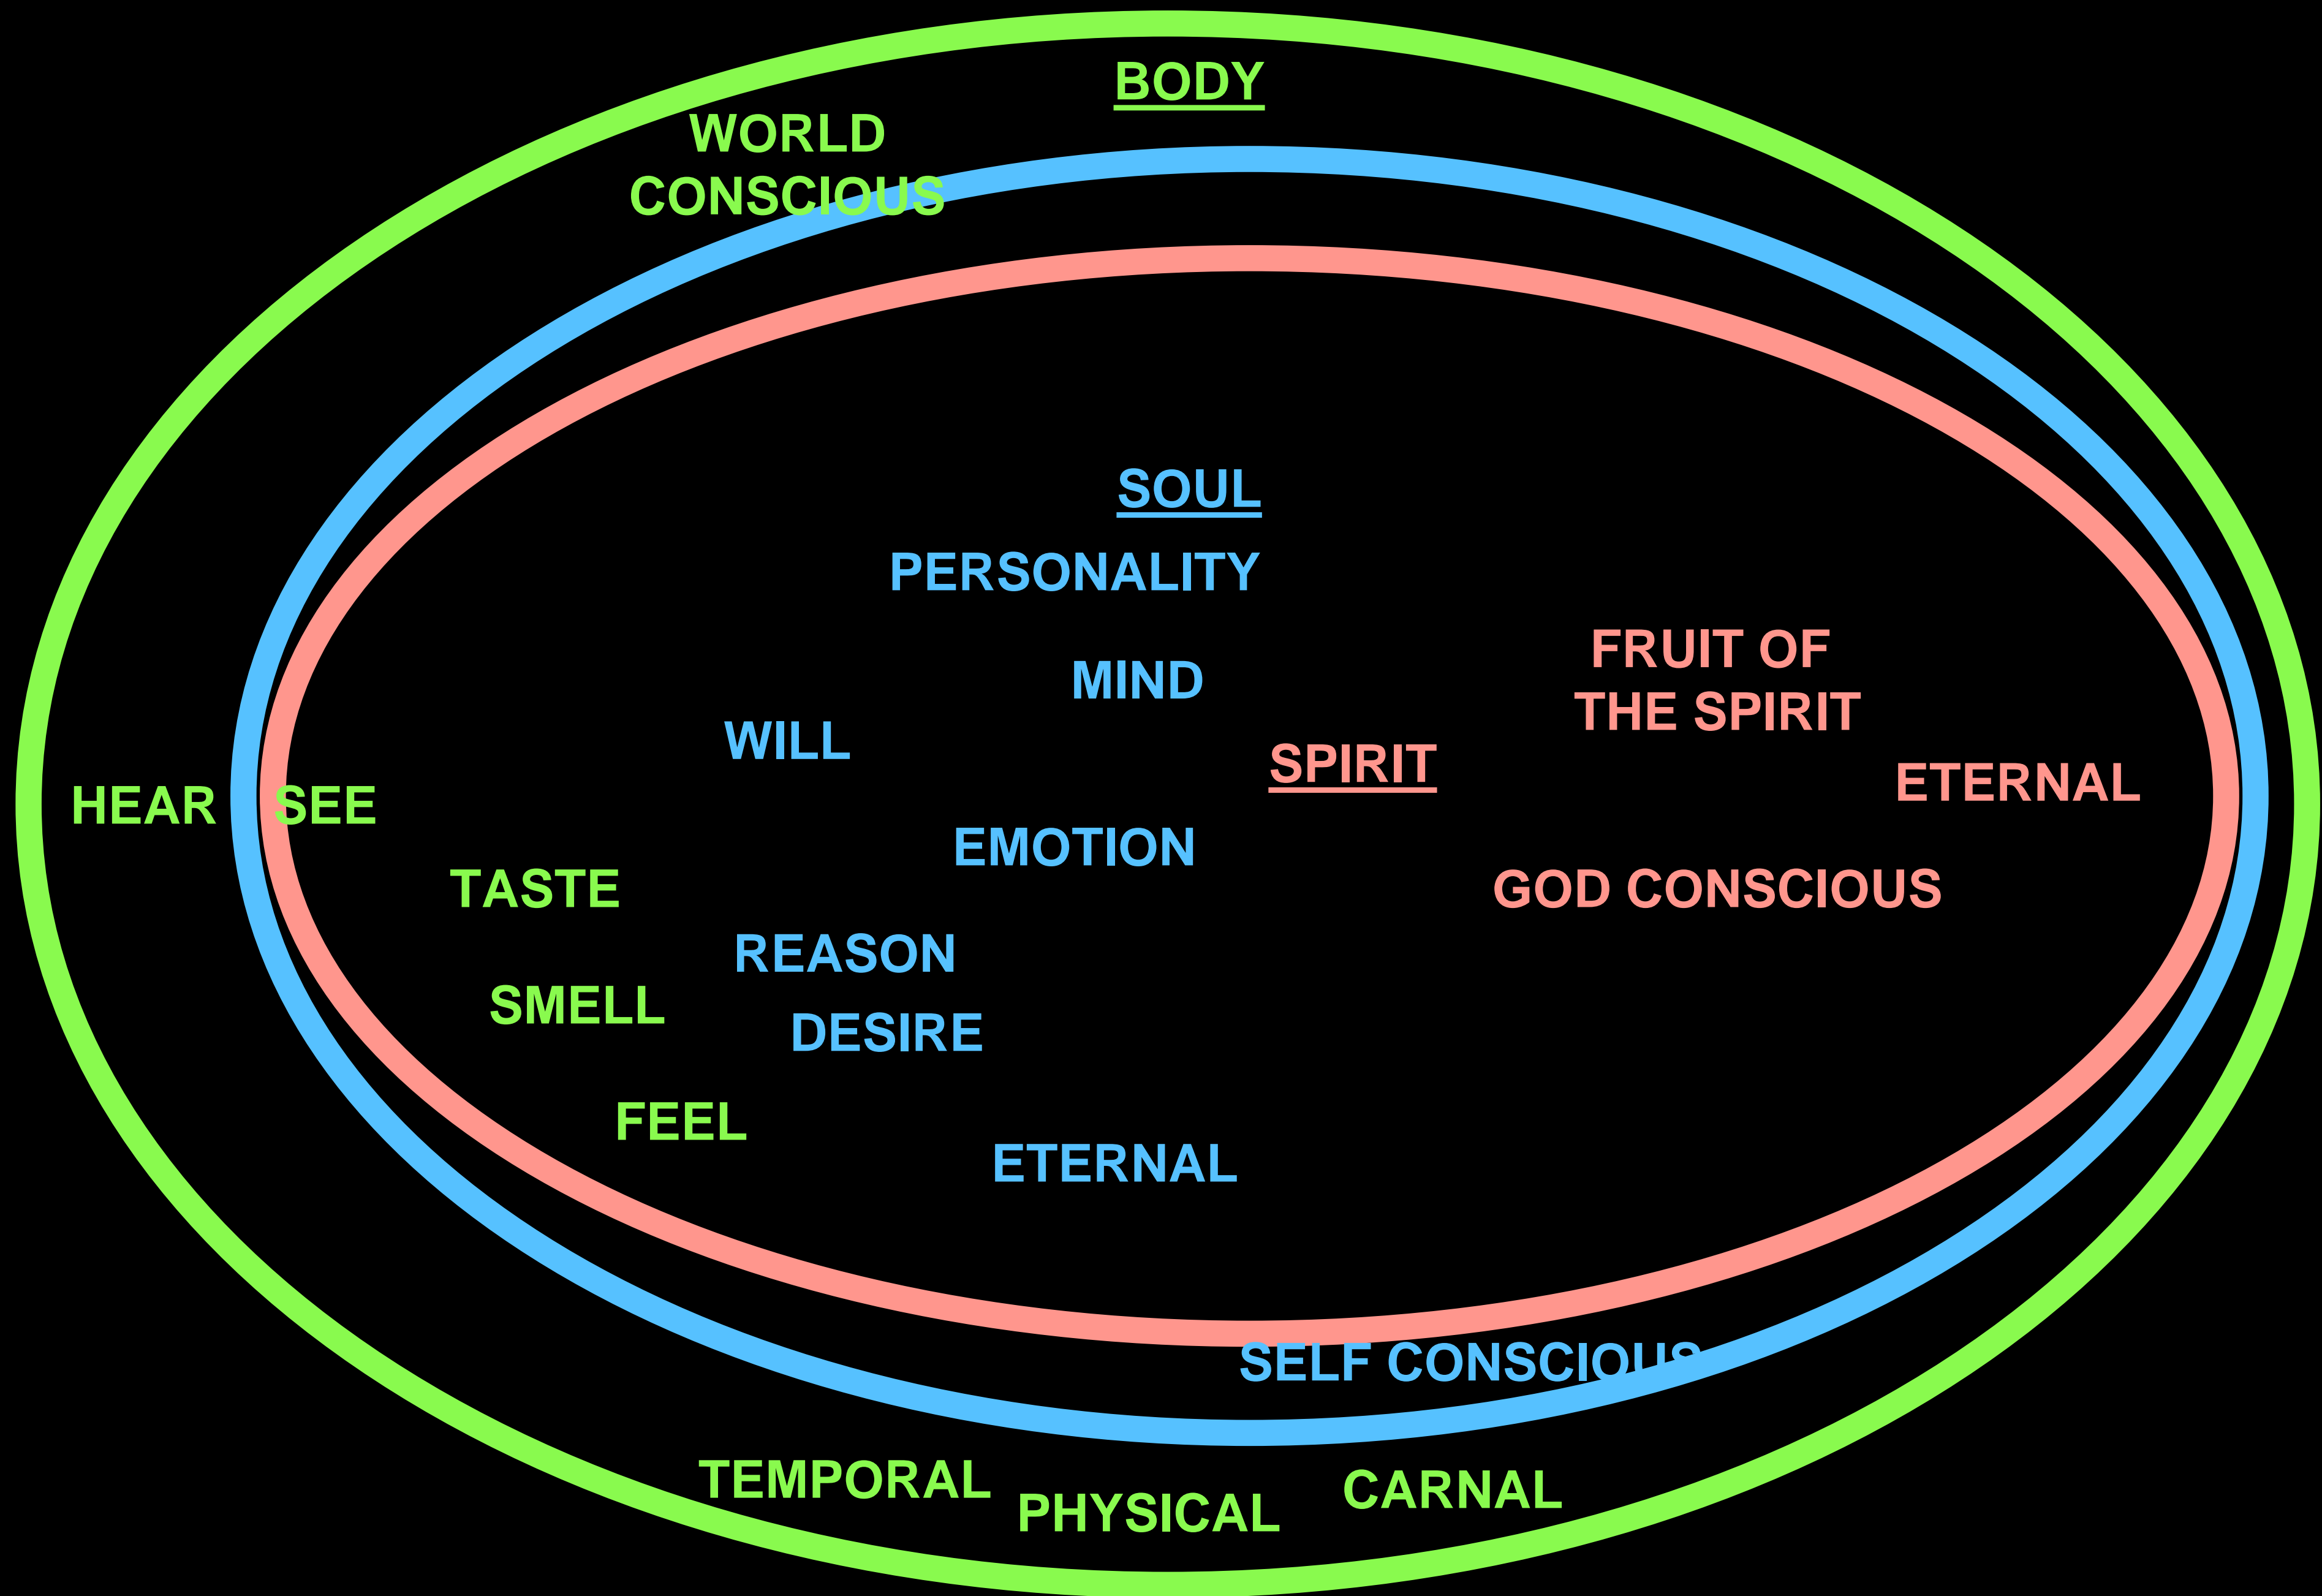 BODY
WORLD
CONSCIOUS
SOUL
PERSONALITY
MIND
WILL
EMOTION
REASON
DESIRE
ETERNAL
SELF CONSCIOUS
FRUIT OF
THE SPIRIT
SPIRIT
ETERNAL
GOD CONSCIOUS
HEAR
SEE
TASTE
SMELL
FEEL
TEMPORAL
PHYSICAL
CARNAL